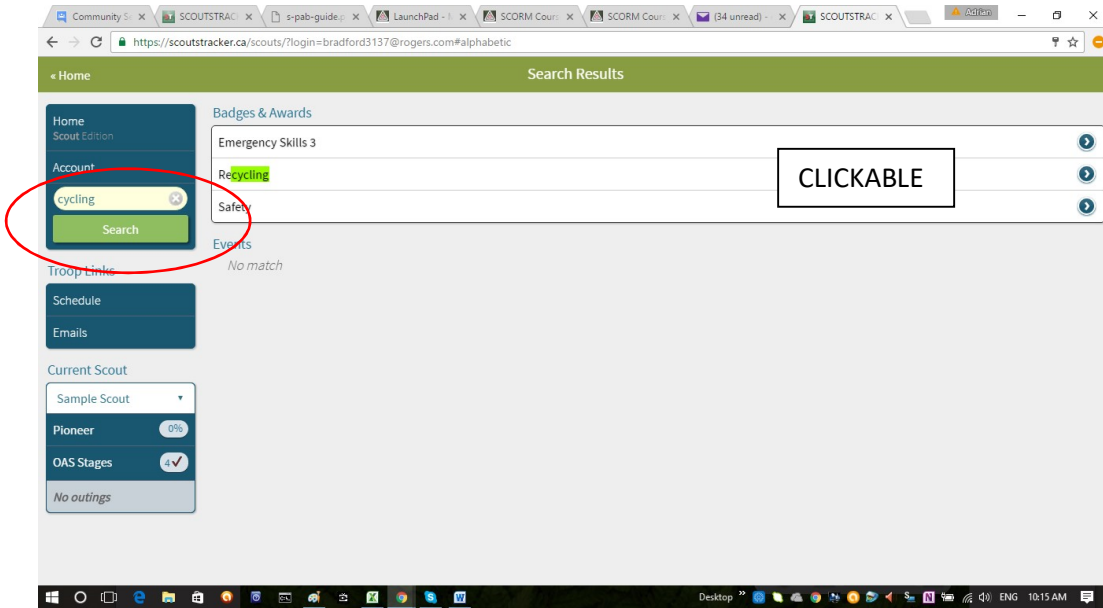 Community S
SCOUTSTRAC
s-pab-guide.p
LaunchPad - 
SCORM Cours
SCORM Cours
(34 unread) -
SCOUTSTRAC
Adrian
https://scoutstracker.ca/scouts/?login=bradford3137@rogers.com#alphabetic
« Home
Search Results
Home
Scout Edition
Account
cycling
Search
Badges & Awards
Emergency Skills 3
Recycling
Safety
CLICKABLE
Events
No match
Troop Links
Schedule
Emails
Current Scout
Sample Scout
Pioneer 0%
OAS Stages 4
No outings
Desktop » ENG 10:15 AM